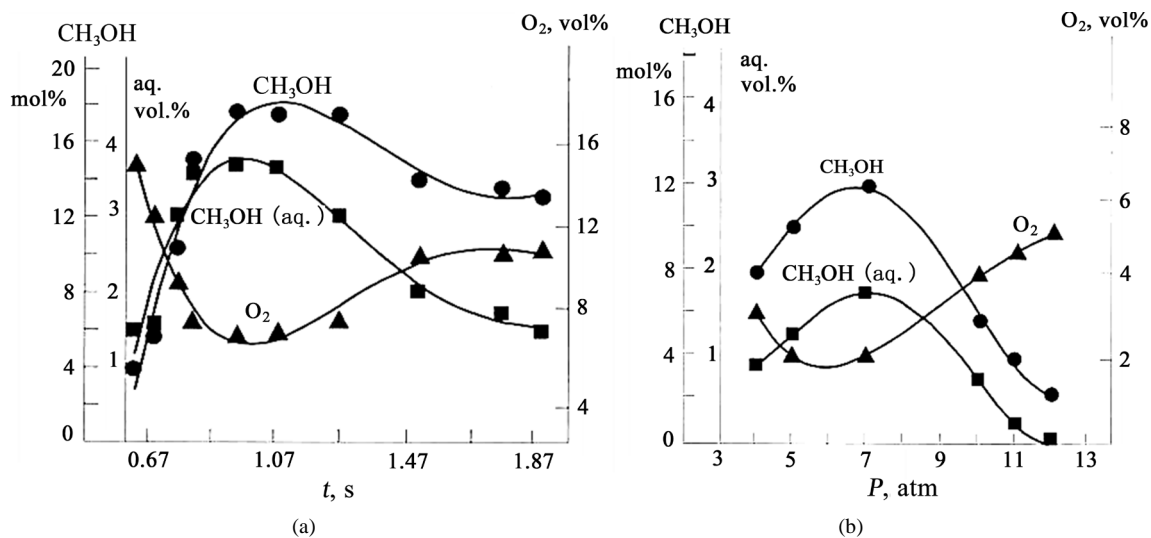 CH₃OH
O₂, vol%
20
mol%
aq.
vol.%
CH₃OH
16
4
16
3
12
CH₃OH (aq.)
12
8
2
O₂
8
4
1
4
0
0.67 1.07 1.47 1.87
t, s
(a)
CH₃OH
O₂, vol%
mol%
aq.
vol.%
16
4
8
CH₃OH
12
3
6
O₂
8
2
CH₃OH (aq.)
4
4
1
2
0
3 5 7 9 11 13
P, atm
(b)